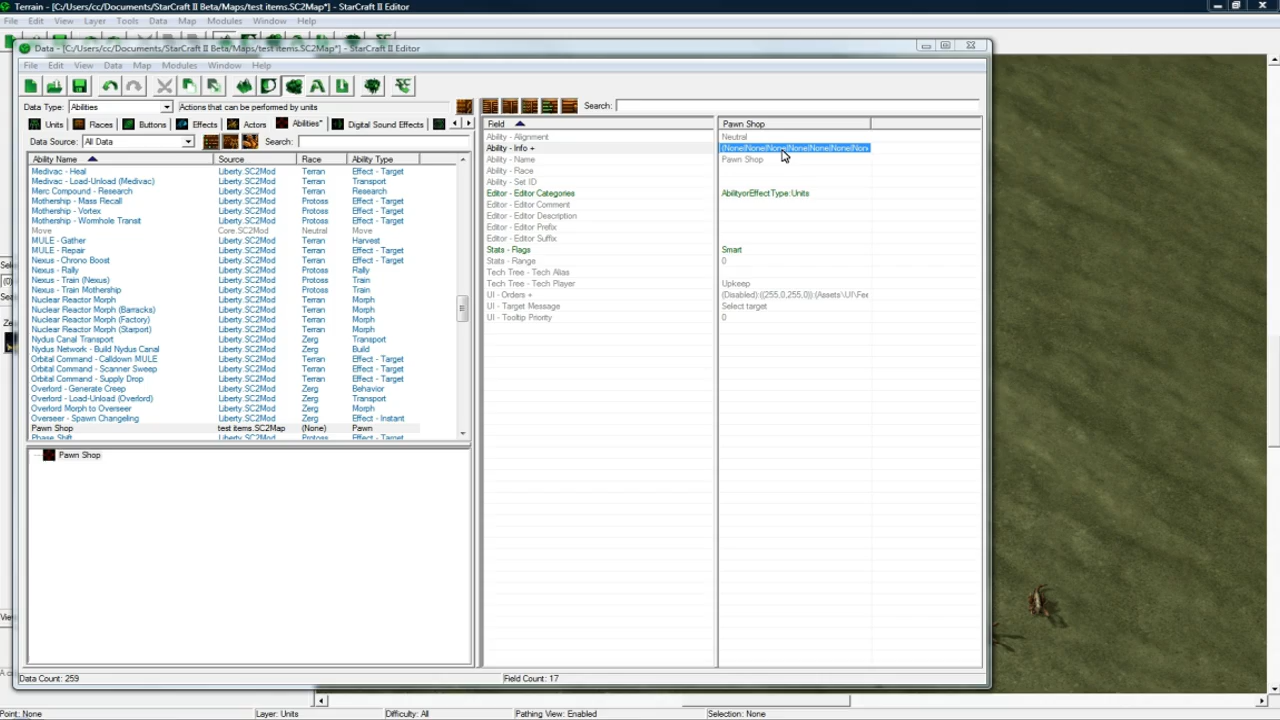 Terrain - [C:/Users/cc/Documents/StarCraft II Beta/Maps/test items.SC2Map*] - StarCraft II Editor
File Edit View Layer Tools Data Map Modules Window Help
Data - [C:/Users/cc/Documents/StarCraft II Beta/Maps/test items.SC2Map*] - StarCraft II Editor
File Edit View Data Map Modules Window Help
Data Type: Abilities Actions that can be performed by units Search:
Units Races Buttons Effects Actors Abilities* Digital Sound Effects
Data Source: All Data Search:
Ability Name Source Race Ability Type
Medivac - Heal Liberty.SC2Mod Terran Effect - Target
Medivac - Load-Unload (Medivac) Liberty.SC2Mod Terran Transport
Merc Compound - Research Liberty.SC2Mod Terran Research
Mothership - Mass Recall Liberty.SC2Mod Protoss Effect - Target
Mothership - Vortex Liberty.SC2Mod Protoss Effect - Target
Mothership - Wormhole Transit Liberty.SC2Mod Protoss Effect - Target
Move Core.SC2Mod Neutral Move
MULE - Gather Liberty.SC2Mod Terran Harvest
MULE - Repair Liberty.SC2Mod Terran Effect - Target
Nexus - Chrono Boost Liberty.SC2Mod Protoss Effect - Target
Nexus - Rally Liberty.SC2Mod Protoss Rally
Nexus - Train (Nexus) Liberty.SC2Mod Protoss Train
Nexus - Train Mothership Liberty.SC2Mod Protoss Train
Nuclear Reactor Morph Liberty.SC2Mod Terran Morph
Nuclear Reactor Morph (Barracks) Liberty.SC2Mod Terran Morph
Nuclear Reactor Morph (Factory) Liberty.SC2Mod Terran Morph
Nuclear Reactor Morph (Starport) Liberty.SC2Mod Terran Morph
Nydus Canal Transport Liberty.SC2Mod Zerg Transport
Nydus Network - Build Nydus Canal Liberty.SC2Mod Zerg Build
Orbital Command - Calldown MULE Liberty.SC2Mod Terran Effect - Target
Orbital Command - Scanner Sweep Liberty.SC2Mod Terran Effect - Target
Orbital Command - Supply Drop Liberty.SC2Mod Terran Effect - Target
Overlord - Generate Creep Liberty.SC2Mod Zerg Behavior
Overlord - Load-Unload (Overlord) Liberty.SC2Mod Zerg Transport
Overlord Morph to Overseer Liberty.SC2Mod Zerg Morph
Overseer - Spawn Changeling Liberty.SC2Mod Zerg Effect - Instant
Pawn Shop test items.SC2Map (None) Pawn
Phase Shift Liberty.SC2Mod Protoss Effect - Target
Pawn Shop
Field Pawn Shop
Ability - Alignment Neutral
Ability - Info + (None|None|None|None|None|None|Non
Ability - Name Pawn Shop
Ability - Race
Ability - Set ID
Editor - Editor Categories AbilityorEffectType:Units
Editor - Editor Comment
Editor - Editor Description
Editor - Editor Prefix
Editor - Editor Suffix
Stats - Flags Smart
Stats - Range 0
Tech Tree - Tech Alias
Tech Tree - Tech Player Upkeep
UI - Orders + (Disabled):((255,0,255,0)):(Assets\UI\Fee
UI - Target Message Select target
UI - Tooltip Priority 0
Data Count: 259 Field Count: 17
Point: None Layer: Units Difficulty: All Pathing View: Enabled Selection: None